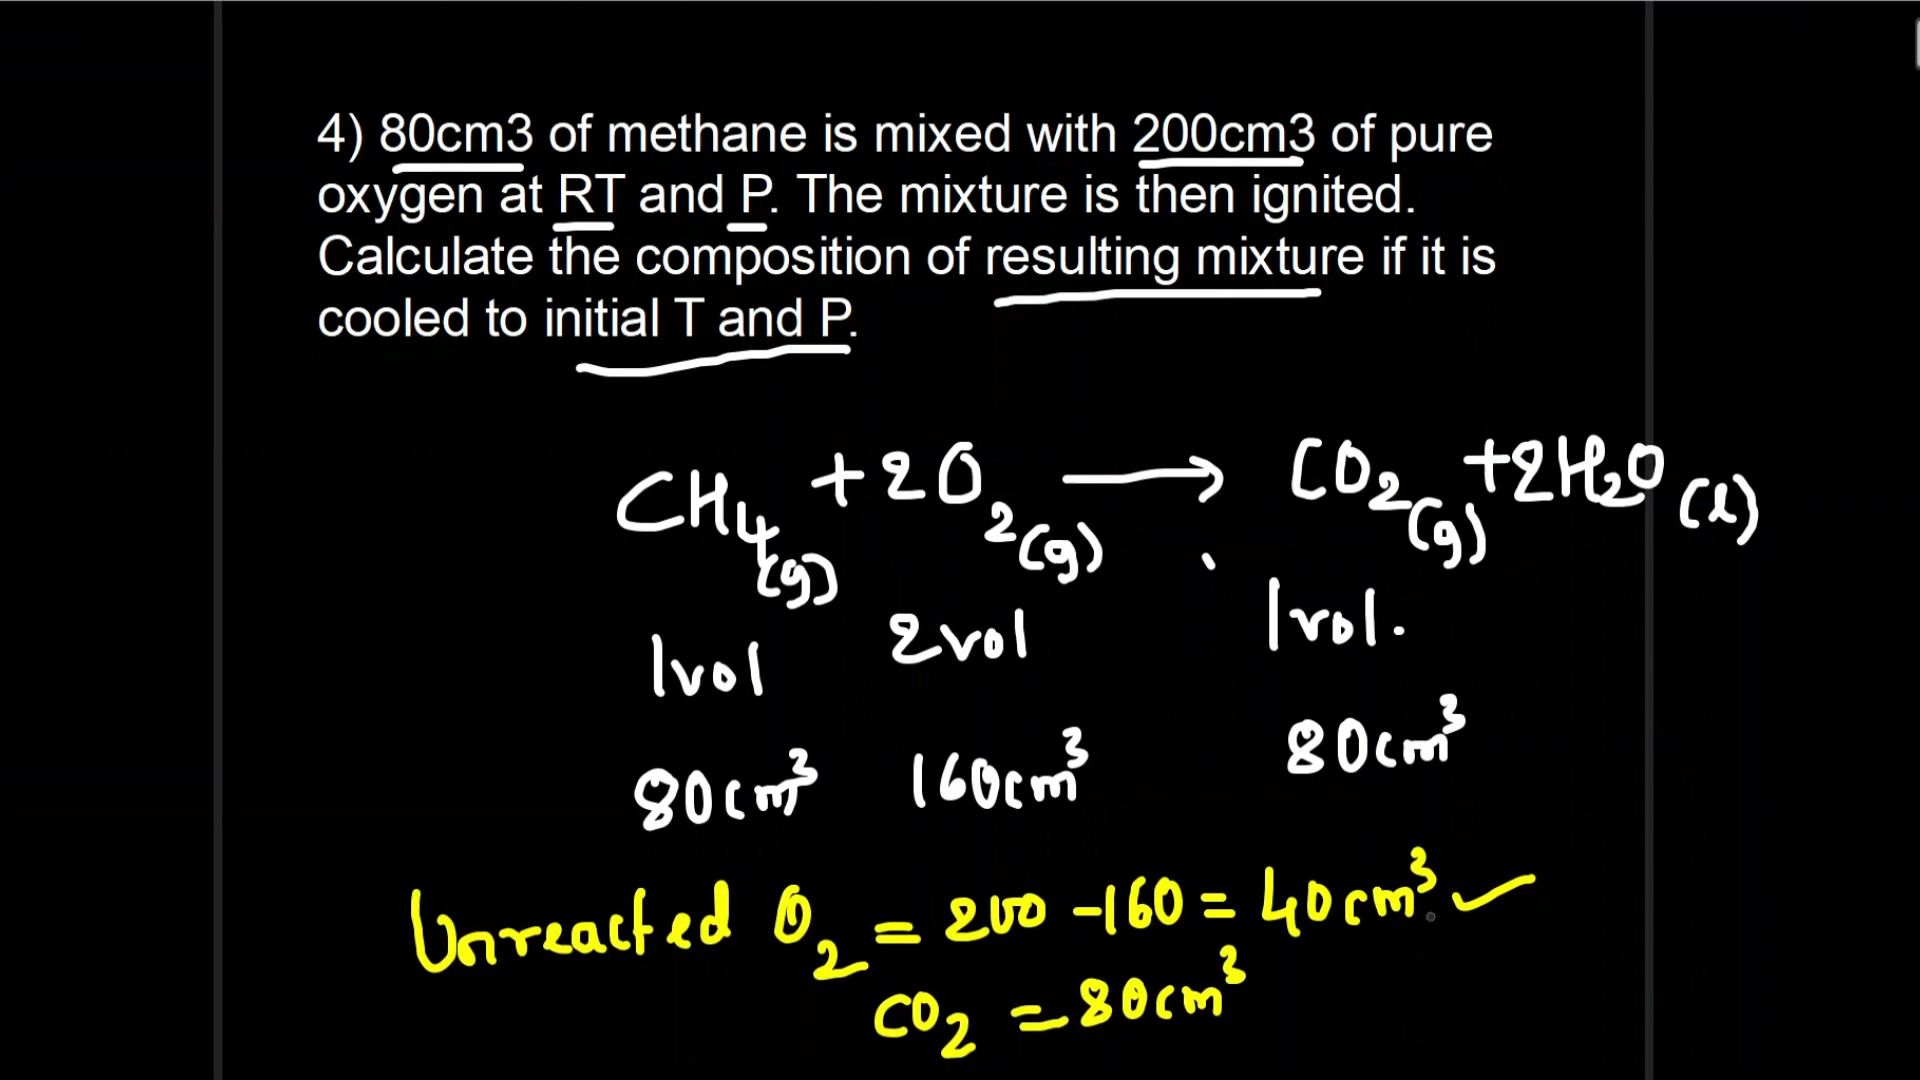 4) 80cm3 of methane is mixed with 200cm3 of pure
oxygen at RT and P. The mixture is then ignited.
Calculate the composition of resulting mixture if it is
cooled to initial T and P.
CH₄(g) + 2O₂(g) → CO₂(g) + 2H₂O(l)
1vol 2vol 1vol.
80cm³ 160cm³ 80cm³
Unreacted O₂ = 200 - 160 = 40cm³ ✓
CO₂ = 80cm³